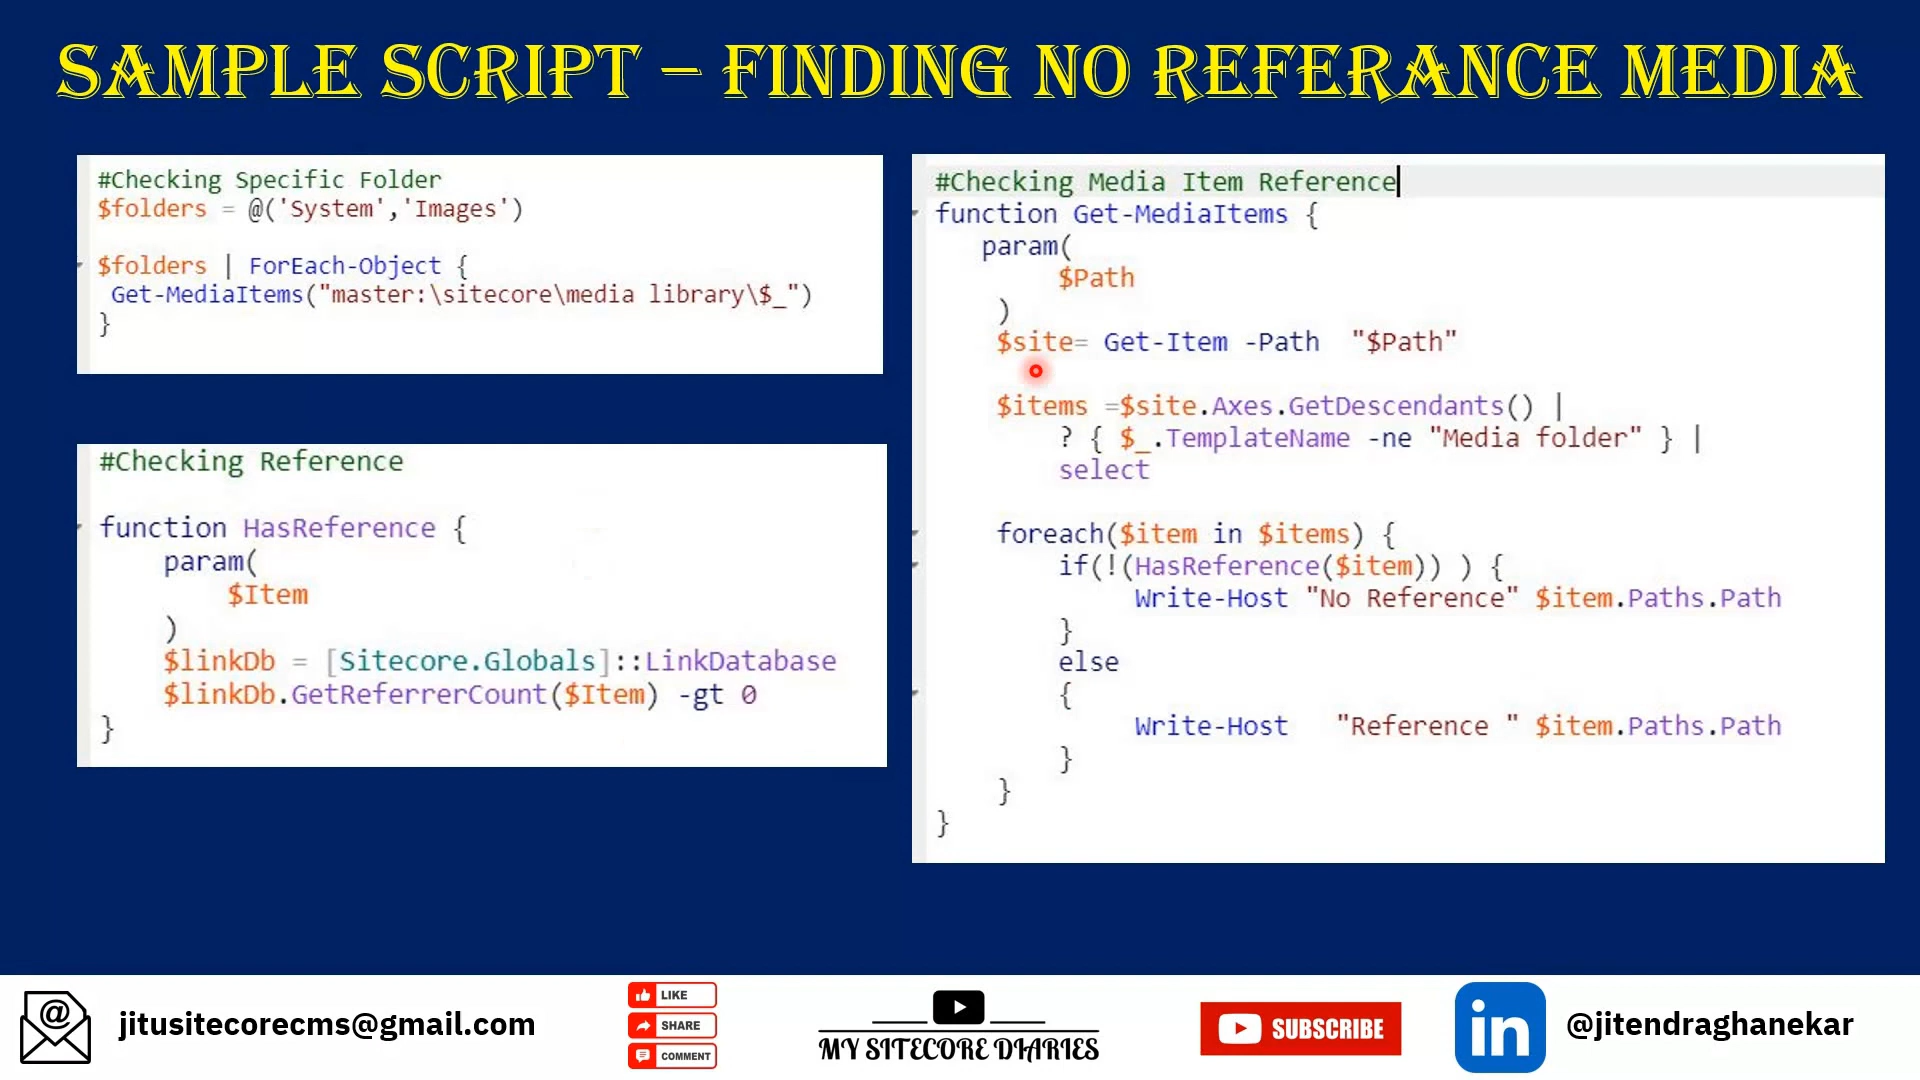 SAMPLE SCRIPT – FINDING NO REFERANCE MEDIA
#Checking Specific Folder
$folders = @('System','Images')
$folders | ForEach-Object {
Get-MediaItems("master:\sitecore\media library\$_")
}
#Checking Reference
function HasReference {
param(
$Item
)
$linkDb = [Sitecore.Globals]::LinkDatabase
$linkDb.GetReferrerCount($Item) -gt 0
}
#Checking Media Item Reference
function Get-MediaItems {
param(
$Path
)
$site= Get-Item -Path "$Path"
$items =$site.Axes.GetDescendants() |
? { $_.TemplateName -ne "Media folder" } |
select
foreach($item in $items) {
if(!(HasReference($item)) ) {
Write-Host "No Reference" $item.Paths.Path
}
else
{
Write-Host "Reference " $item.Paths.Path
}
}
}
jitusitecorecms@gmail.com
LIKE
SHARE
COMMENT
MY SITECORE DIARIES
SUBSCRIBE
in
@jitendraghanekar